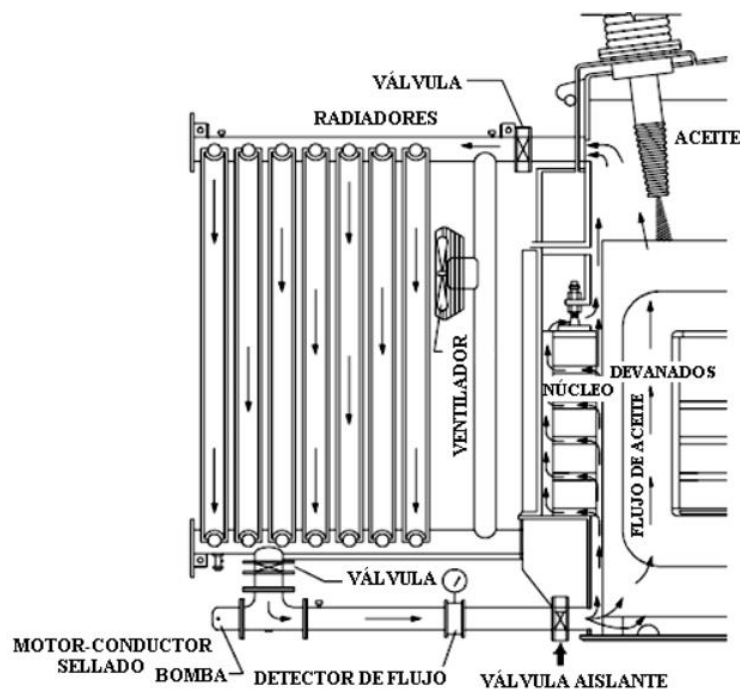 VÁLVULA
RADIADORES
ACEITE
VENTILADOR
DEVANADOS
NÚCLEO
FLUJO DE ACEITE
VÁLVULA
MOTOR-CONDUCTOR
SELLADO
BOMBA
DETECTOR DE FLUJO
VÁLVULA AISLANTE